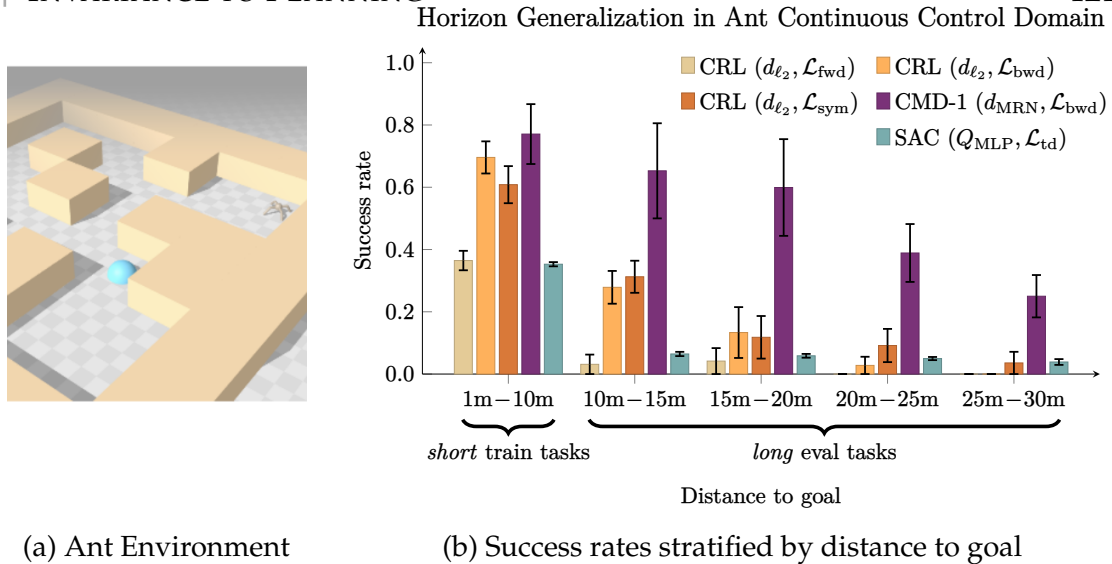 Horizon Generalization in Ant Continuous Control Domain
CRL (d_ℓ₂, L_fwd)
CRL (d_ℓ₂, L_bwd)
CRL (d_ℓ₂, L_sym)
CMD-1 (d_MRN, L_bwd)
SAC (Q_MLP, L_td)
Success rate
1.0
0.8
0.6
0.4
0.2
0.0
1m−10m 10m−15m 15m−20m 20m−25m 25m−30m
short train tasks
long eval tasks
Distance to goal
(a) Ant Environment
(b) Success rates stratified by distance to goal